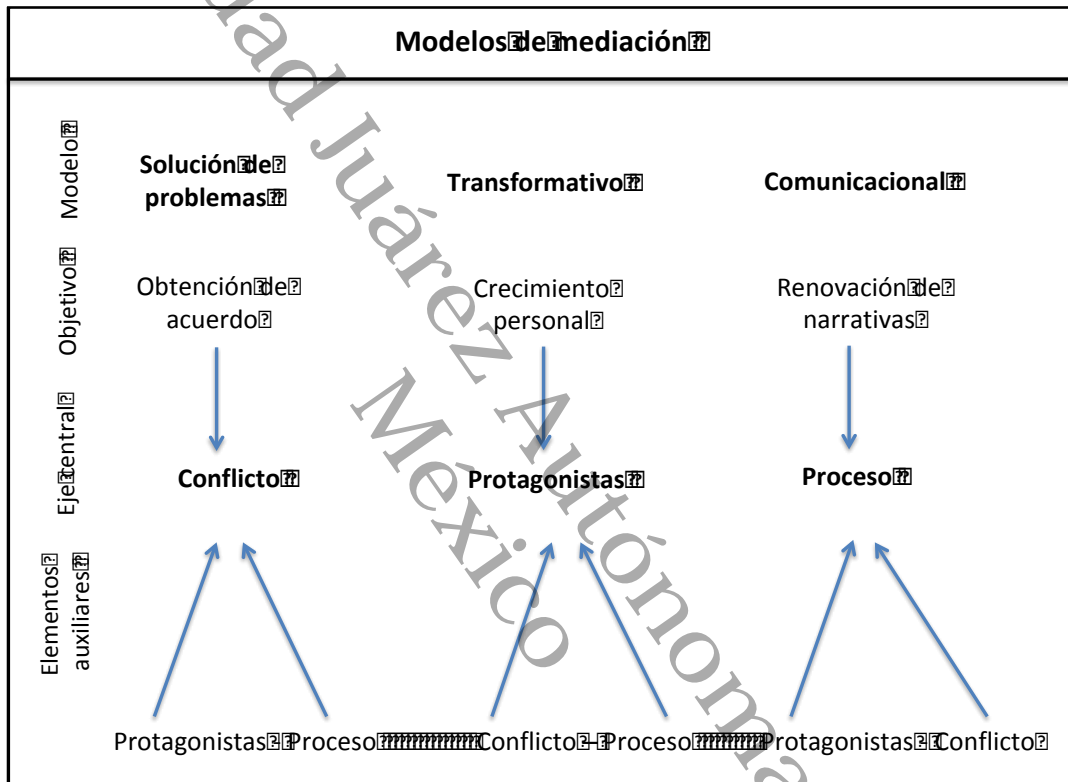 Modelos de mediación
Modelo
Solución de
problemas
Transformativo
Comunicacional
Objetivo
Obtención de
acuerdo
Crecimiento
personal
Renovación de
narrativas
Eje central
Conflicto
Protagonistas
Proceso
Elementos
auxiliares
Protagonistas - Proceso Conflicto – Proceso Protagonistas - Conflicto
dad Juárez Autónoma
México